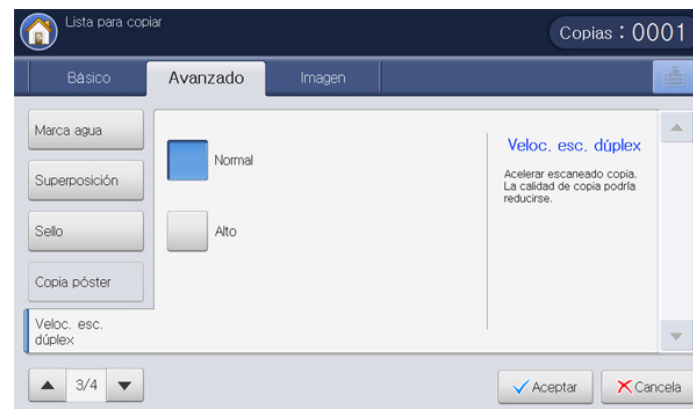 Lista para copiar
Copias : 0001
Básico
Avanzado
Imagen
Marca agua
Superposición
Sello
Copia póster
Veloc. esc.
dúplex
Normal
Alto
Veloc. esc. dúplex
Acelerar escaneado copia.
La calidad de copia podría
reducirse.
3/4
Aceptar
Cancela